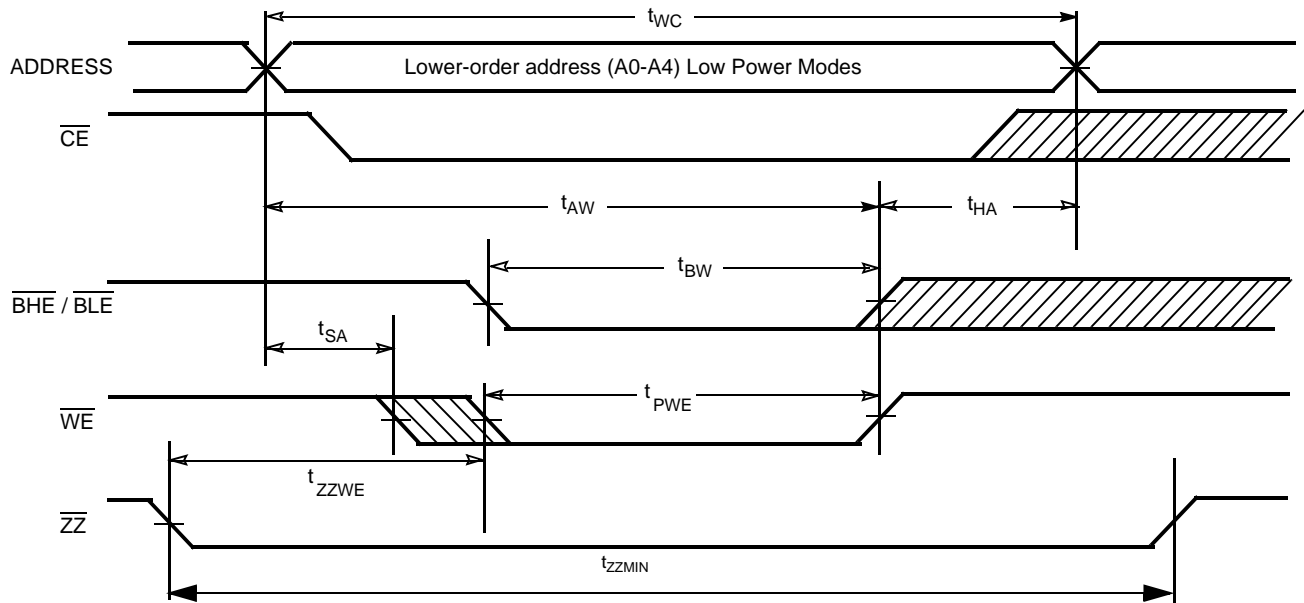 tWC
ADDRESS
Lower-order address (A0-A4) Low Power Modes
CE
tAW
tHA
tBW
BHE / BLE
tSA
tPWE
WE
tZZWE
ZZ
tZZMIN